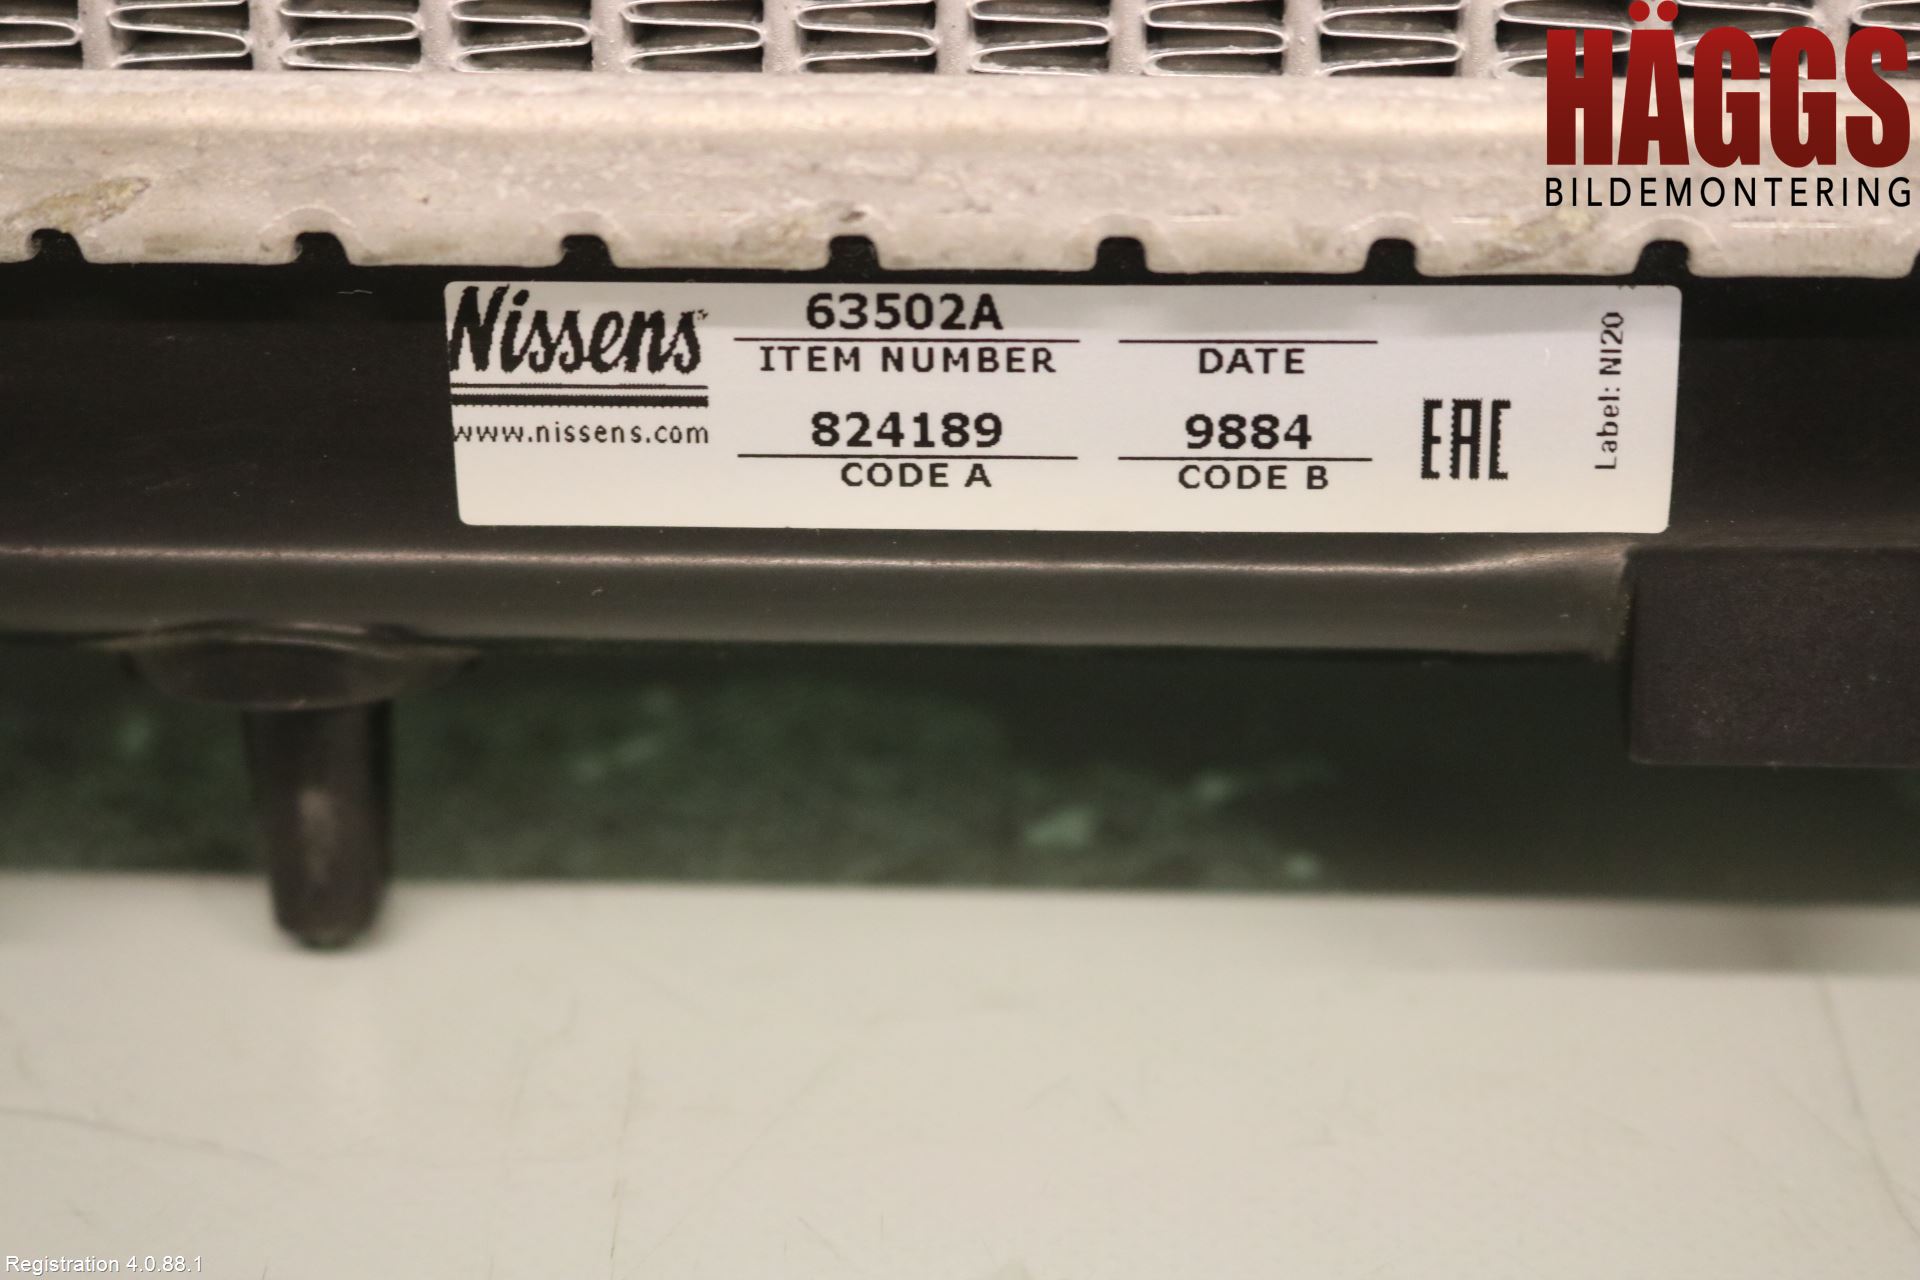 HÄGGS
BILDEMONTERING
Nissens
www.nissens.com
63502A
ITEM NUMBER
DATE
824189
CODE A
9884
CODE B
EAC
Label: NI20
Registration 4.0.88.1